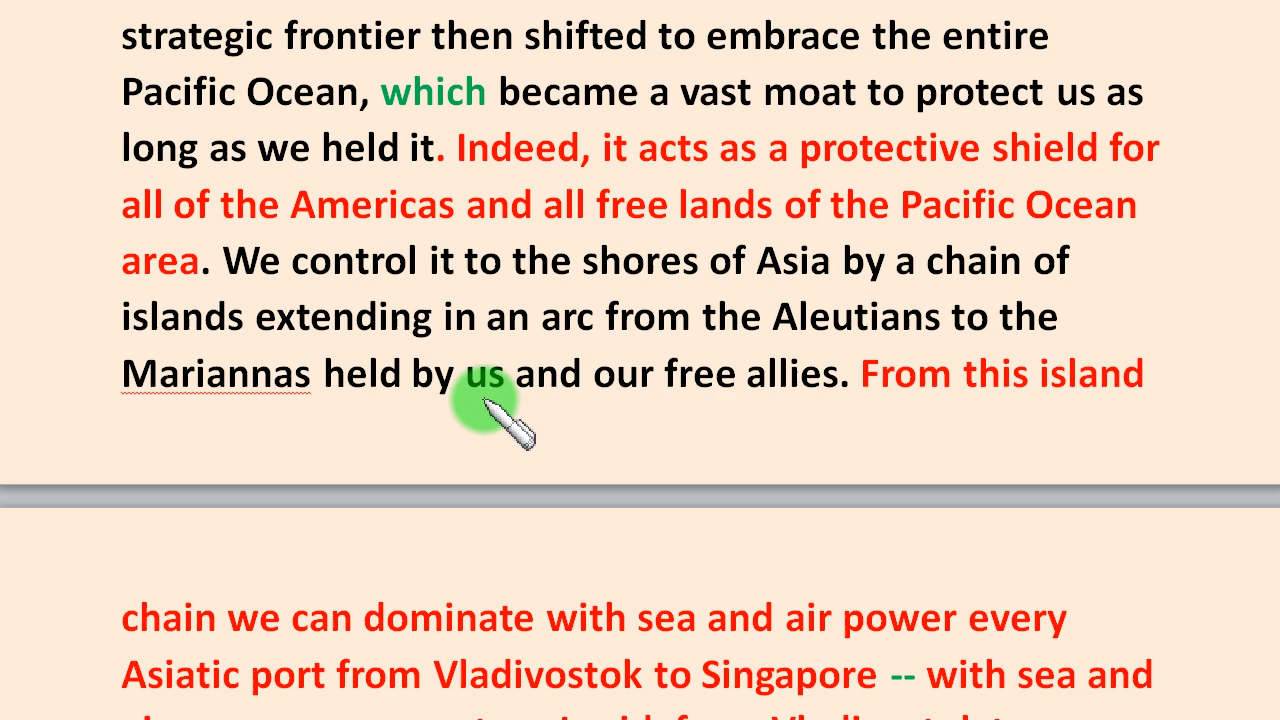 strategic frontier then shifted to embrace the entire
Pacific Ocean, which became a vast moat to protect us as
long as we held it. Indeed, it acts as a protective shield for
all of the Americas and all free lands of the Pacific Ocean
area. We control it to the shores of Asia by a chain of
islands extending in an arc from the Aleutians to the
Mariannas held by us and our free allies. From this island
chain we can dominate with sea and air power every
Asiatic port from Vladivostok to Singapore -- with sea and